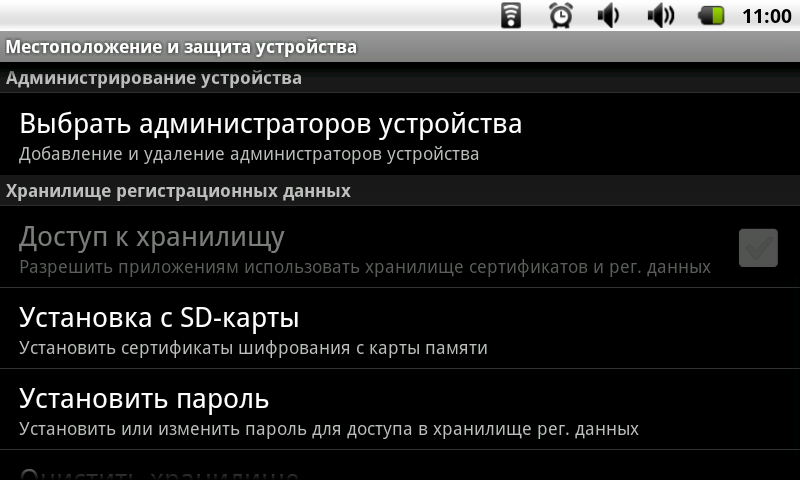 11:00
Местоположение и защита устройства
Администрирование устройства
Выбрать администраторов устройства
Добавление и удаление администраторов устройства
Хранилище регистрационных данных
Доступ к хранилищу
Разрешить приложениям использовать хранилище сертификатов и рег. данных
Установка с SD-карты
Установить сертификаты шифрования с карты памяти
Установить пароль
Установить или изменить пароль для доступа в хранилище рег. данных
Очистить хранилище